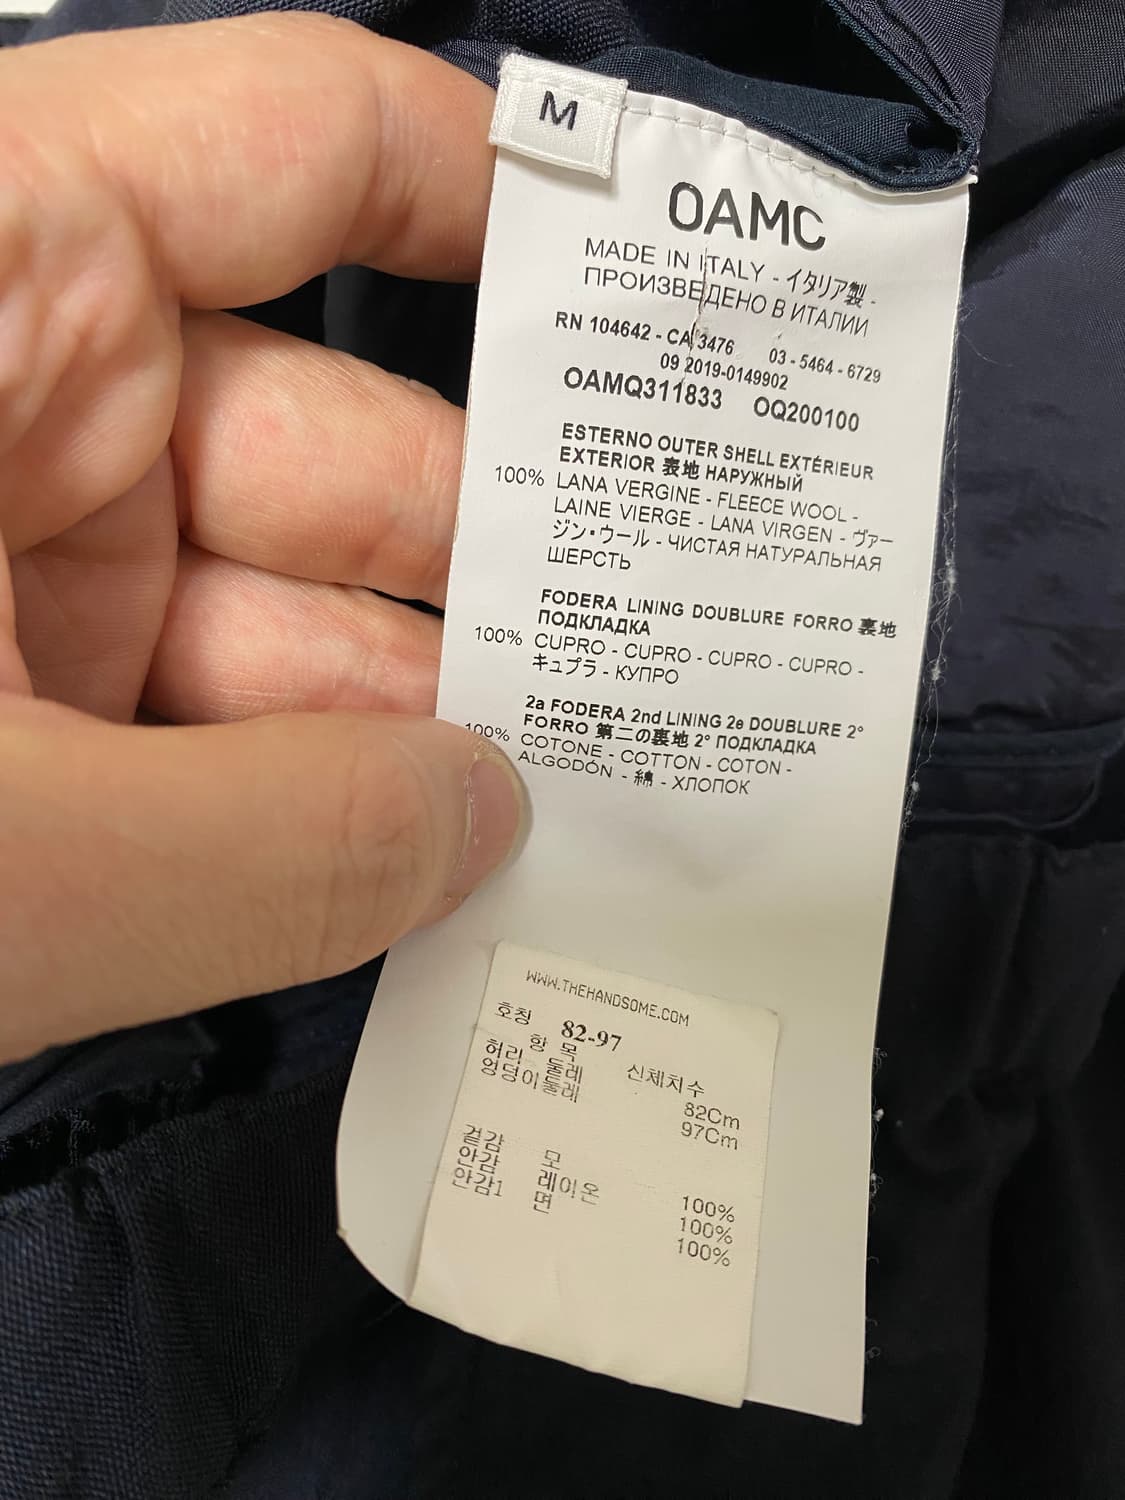 M
OAMC
MADE IN ITALY - イタリア製 -
ПРОИЗВЕДЕНО В ИТАЛИИ
RN 104642 - CA 3476 03 - 5464 - 6729
09 2019-0149902
OAMQ311833 OQ200100
ESTERNO OUTER SHELL EXTÉRIEUR
EXTERIOR 表地 НАРУЖНЫЙ
100% LANA VERGINE - FLEECE WOOL -
LAINE VIERGE - LANA VIRGEN - ヴァー
ジン・ウール - ЧИСТАЯ НАТУРАЛЬНАЯ
ШЕРСТЬ
FODERA LINING DOUBLURE FORRO 裏地
ПОДКЛАДКА
100% CUPRO - CUPRO - CUPRO - CUPRO -
キュプラ - КУПРО
2a FODERA 2nd LINING 2e DOUBLURE 2°
FORRO 第二の裏地 2° ПОДКЛАДКА
100% COTONE - COTTON - COTON -
ALGODÓN - 綿 - ХЛОПОК
WWW.THEHANDSOME.COM
호칭 82-97
항 목 신체치수
허리 둘레 82Cm
엉덩이둘레 97Cm
겉감 모 100%
안감 레이온 100%
안감1 면 100%